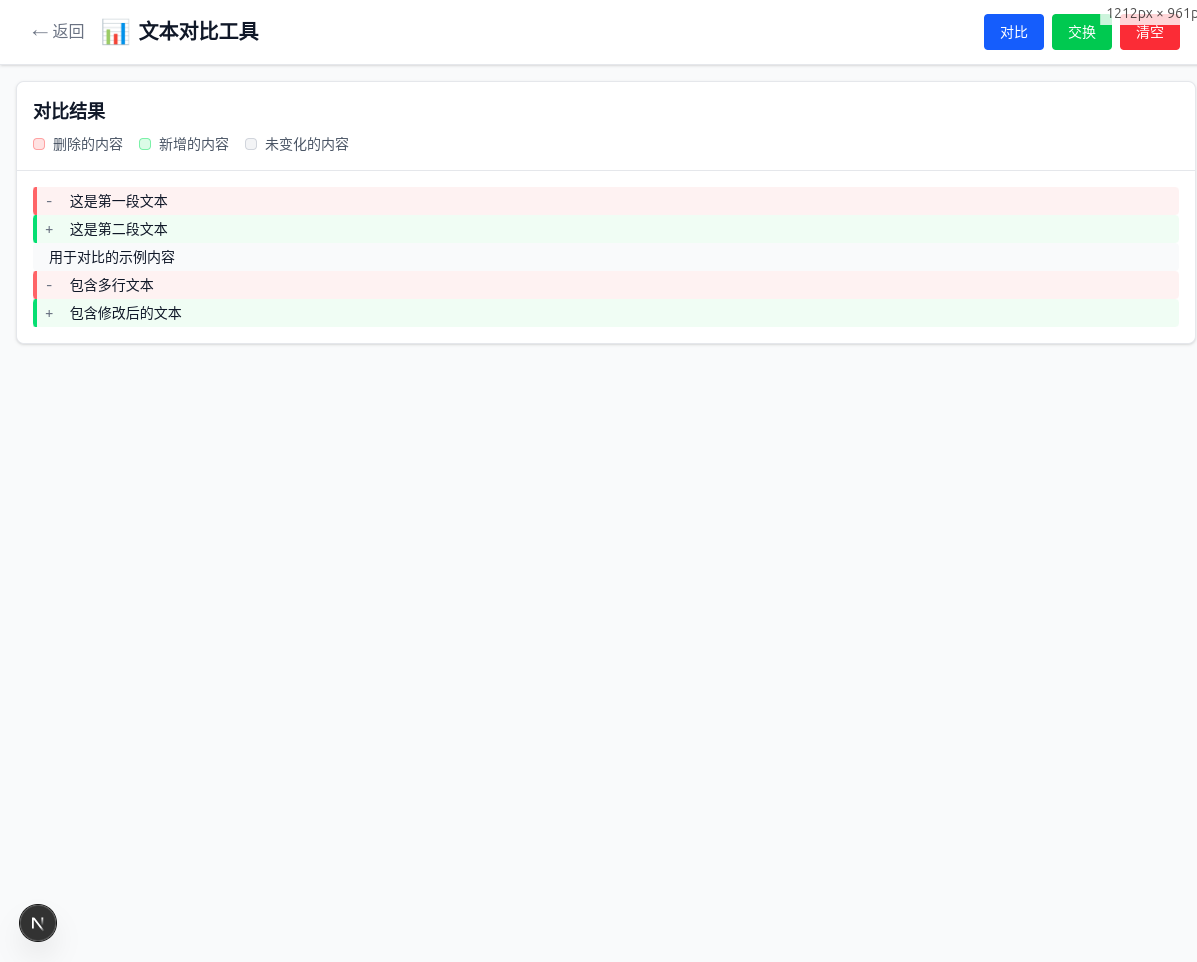 ← 返回 📊 文本对比工具 对比 交换 清空 1212px × 961p
对比结果
删除的内容 新增的内容 未变化的内容
- 这是第一段文本
+ 这是第二段文本
用于对比的示例内容
- 包含多行文本
+ 包含修改后的文本
N